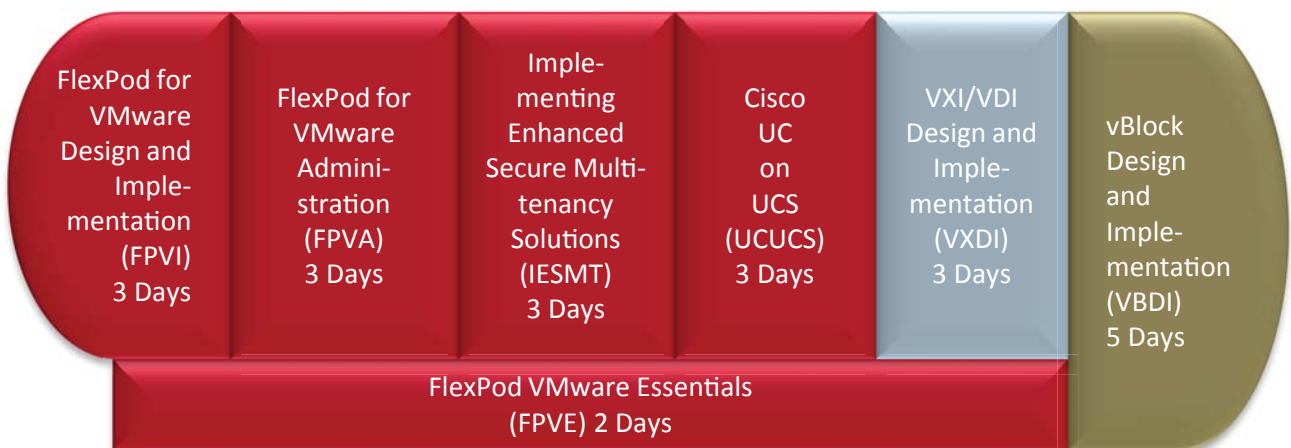 FlexPod for
VMware
Design and
Imple-
mentation
(FPVI)
3 Days
FlexPod for
VMware
Admini-
stration
(FPVA)
3 Days
Imple-
menting
Enhanced
Secure Multi-
tenancy
Solutions
(IESMT)
3 Days
Cisco
UC
on
UCS
(UCUCS)
3 Days
VXI/VDI
Design and
Imple-
mentation
(VXDI)
3 Days
vBlock
Design
and
Imple-
mentation
(VBDI)
5 Days
FlexPod VMware Essentials
(FPVE) 2 Days